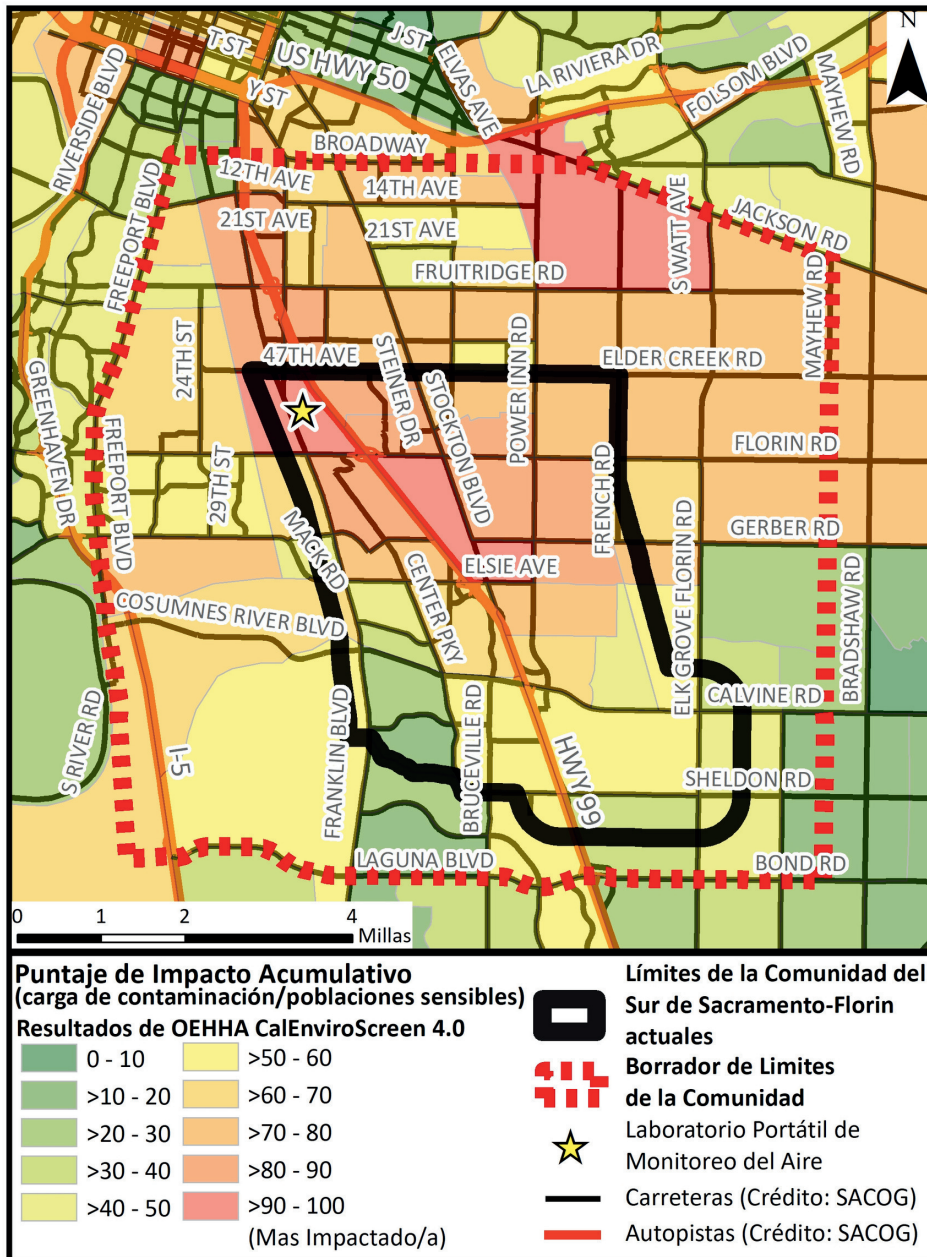 N
J ST
T ST
ELVAS AVE
LA RIVIERA DR
US HWY 50
FOLSOM BLVD
MAYHEW RD
Y ST
RIVERSIDE BLVD
BROADWAY
12TH AVE
14TH AVE
FREEPORT BLVD
21ST AVE
21ST AVE
S WATT AVE
JACKSON RD
FRUITRIDGE RD
MAYHEW RD
24TH ST
47TH AVE
STEINER DR
POWER INN RD
ELDER CREEK RD
GREENHAVEN DR
STOCKTON BLVD
FLORIN RD
FREEPORT BLVD
29TH ST
FRENCH RD
MACK RD
GERBER RD
ELSIE AVE
CENTER PKY
ELK GROVE FLORIN RD
BRADSHAW RD
COSUMNES RIVER BLVD
CALVINE RD
S RIVER RD
I-5
FRANKLIN BLVD
BRUCEVILLE RD
HWY 99
SHELDON RD
LAGUNA BLVD
BOND RD
0 1 2 4
Millas
Puntaje de Impacto Acumulativo
(carga de contaminación/poblaciones sensibles)
Resultados de OEHHA CalEnviroScreen 4.0
0 - 10
>10 - 20
>20 - 30
>30 - 40
>40 - 50
>50 - 60
>60 - 70
>70 - 80
>80 - 90
>90 - 100
(Mas Impactado/a)
Límites de la Comunidad del
Sur de Sacramento-Florin
actuales
Borrador de Limites
de la Comunidad
Laboratorio Portátil de
Monitoreo del Aire
Carreteras (Crédito: SACOG)
Autopistas (Crédito: SACOG)